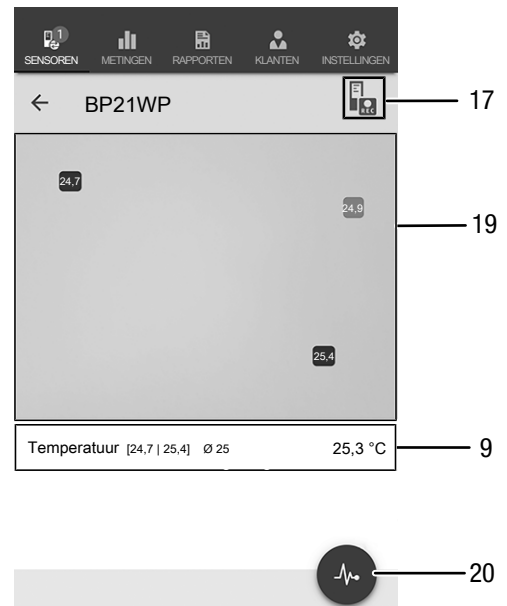 1
SENSOREN METINGEN RAPPORTEN KLANTEN INSTELLINGEN
BP21WP
REC
17
24,7
24,9
19
25,4
Temperatuur [24,7 | 25,4] Ø 25 25,3 °C
9
20